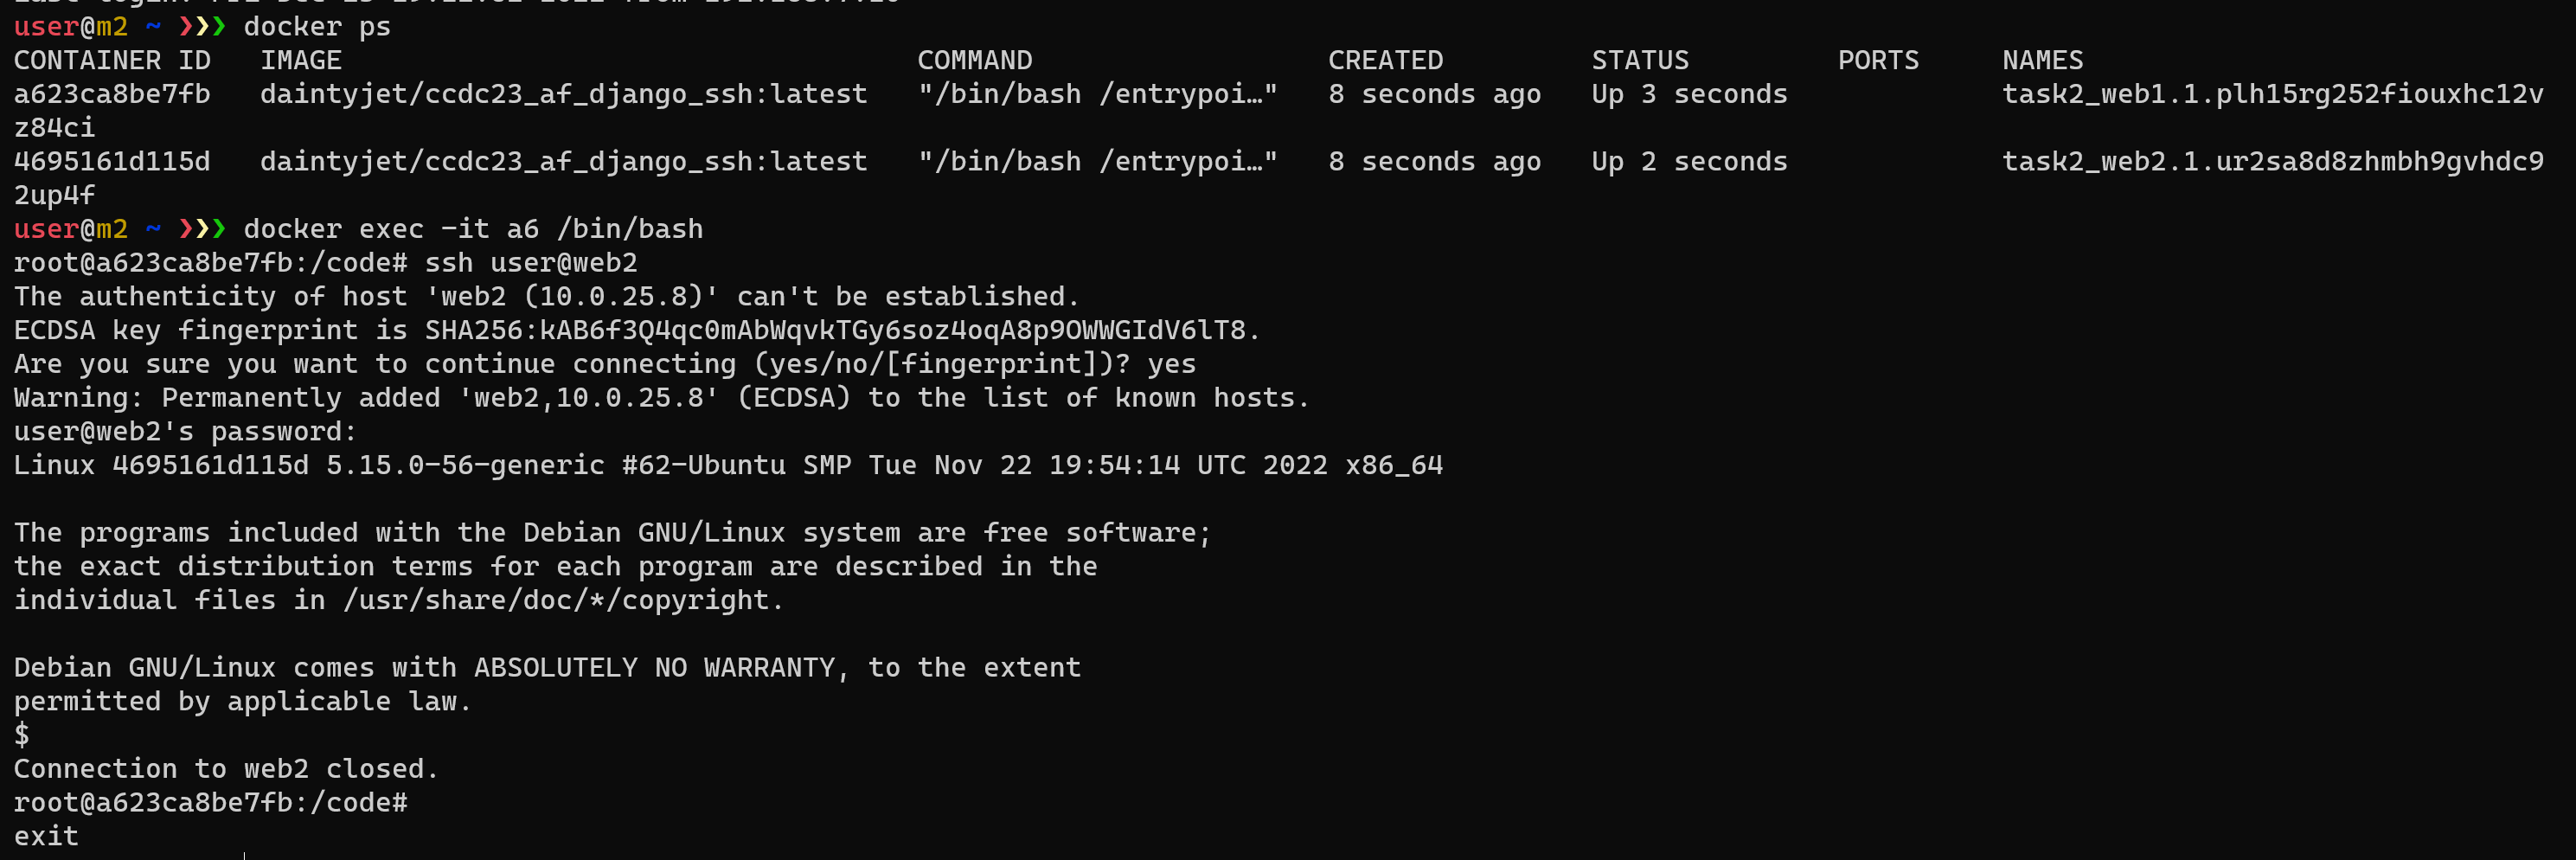 user@m2 ~ ❯❯❯ docker ps
CONTAINER ID   IMAGE                                   COMMAND                  CREATED         STATUS         PORTS     NAMES
a623ca8be7fb   daintyjet/ccdc23_af_django_ssh:latest   "/bin/bash /entrypoi…"   8 seconds ago   Up 3 seconds             task2_web1.1.plh15rg252fiouxhc12v
z84ci
4695161d115d   daintyjet/ccdc23_af_django_ssh:latest   "/bin/bash /entrypoi…"   8 seconds ago   Up 2 seconds             task2_web2.1.ur2sa8d8zhmbh9gvhdc9
2up4f
user@m2 ~ ❯❯❯ docker exec -it a6 /bin/bash
root@a623ca8be7fb:/code# ssh user@web2
The authenticity of host 'web2 (10.0.25.8)' can't be established.
ECDSA key fingerprint is SHA256:kAB6f3Q4qc0mAbWqvkTGy6soz4oqA8p9OWWGIdV6lT8.
Are you sure you want to continue connecting (yes/no/[fingerprint])? yes
Warning: Permanently added 'web2,10.0.25.8' (ECDSA) to the list of known hosts.
user@web2's password:
Linux 4695161d115d 5.15.0-56-generic #62-Ubuntu SMP Tue Nov 22 19:54:14 UTC 2022 x86_64
The programs included with the Debian GNU/Linux system are free software;
the exact distribution terms for each program are described in the
individual files in /usr/share/doc/*/copyright.
Debian GNU/Linux comes with ABSOLUTELY NO WARRANTY, to the extent
permitted by applicable law.
$
Connection to web2 closed.
root@a623ca8be7fb:/code#
exit